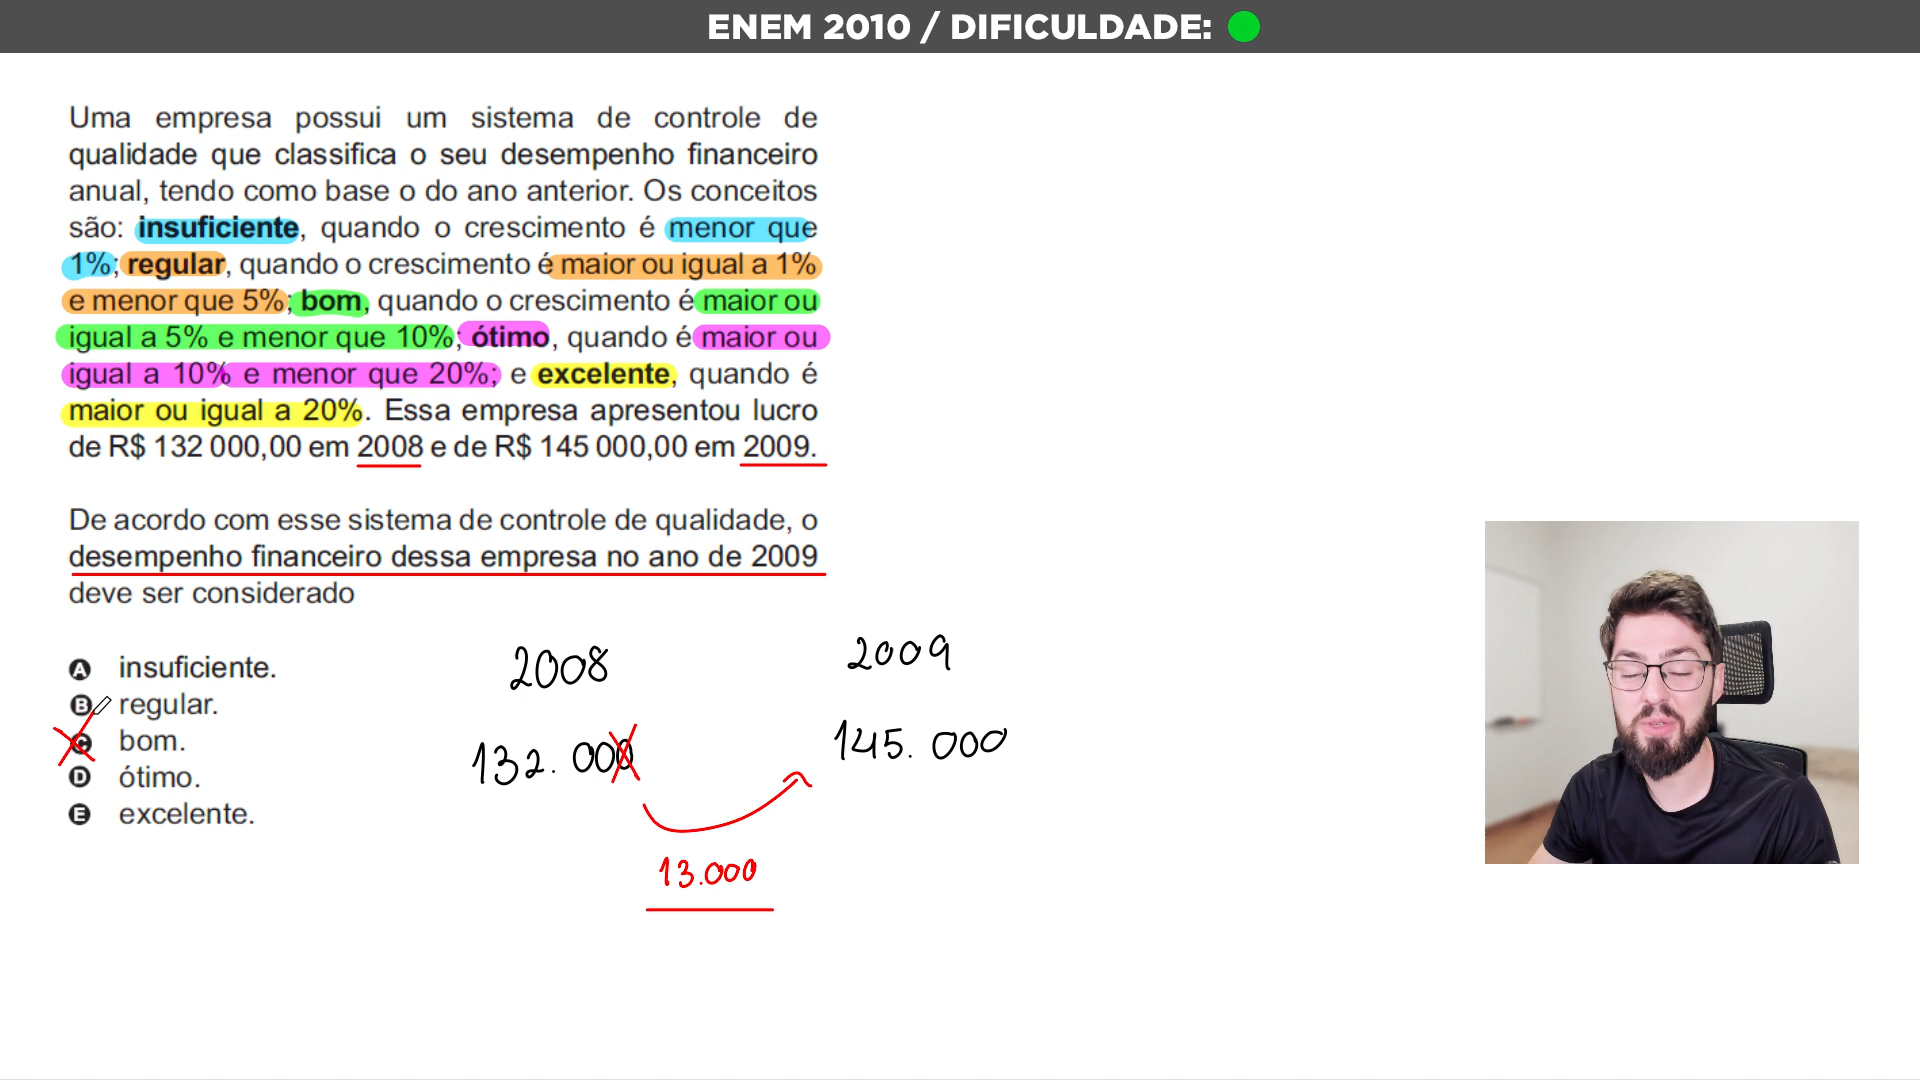 ENEM 2010 / DIFICULDADE:
Uma empresa possui um sistema de controle de
qualidade que classifica o seu desempenho financeiro
anual, tendo como base o do ano anterior. Os conceitos
são: insuficiente, quando o crescimento é menor que
1%; regular, quando o crescimento é maior ou igual a 1%
e menor que 5%; bom, quando o crescimento é maior ou
igual a 5% e menor que 10%; ótimo, quando é maior ou
igual a 10% e menor que 20%; e excelente, quando é
maior ou igual a 20%. Essa empresa apresentou lucro
de R$ 132 000,00 em 2008 e de R$ 145 000,00 em 2009.
De acordo com esse sistema de controle de qualidade, o
desempenho financeiro dessa empresa no ano de 2009
deve ser considerado
A insuficiente.
B regular.
C bom.
D ótimo.
E excelente.
2008 2009
132.000 145.000
13.000